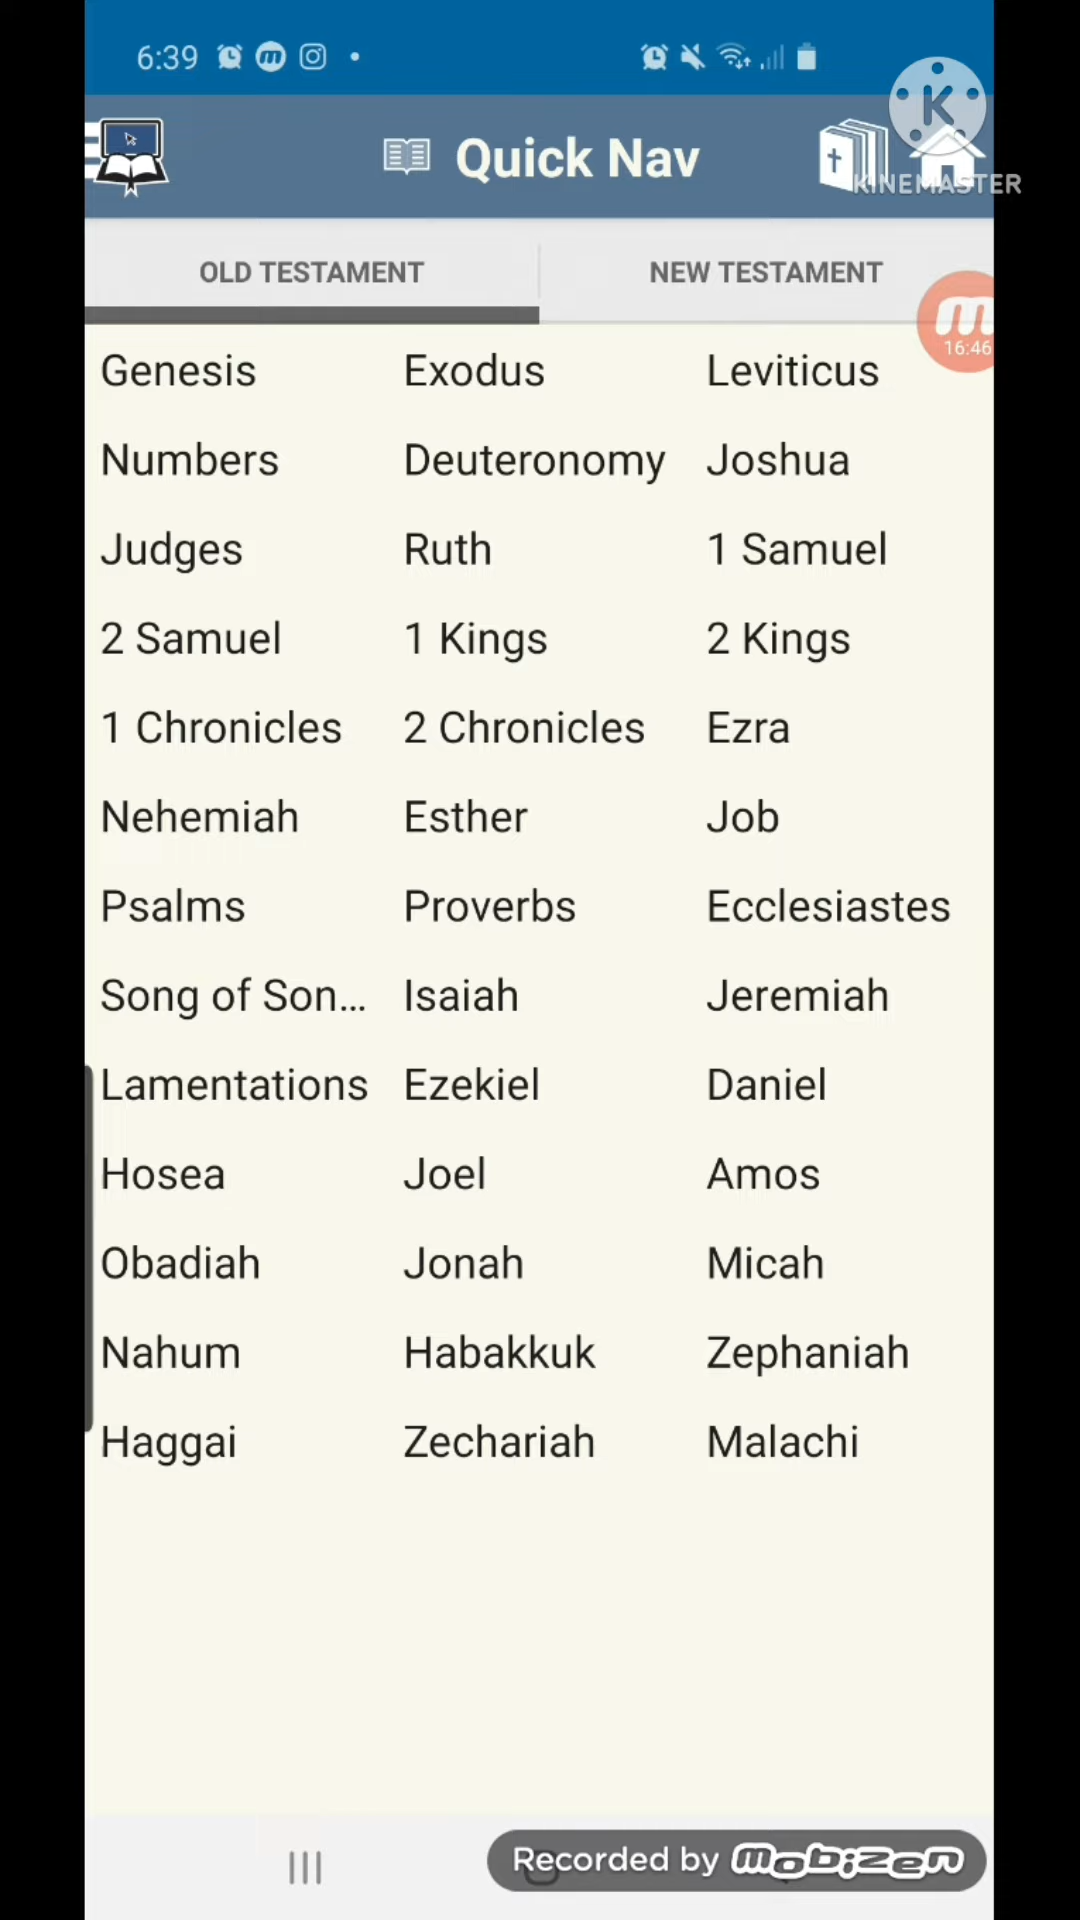 6:39
K
KINEMASTER
Quick Nav
OLD TESTAMENT NEW TESTAMENT
m
16:46
Genesis Exodus Leviticus
Numbers Deuteronomy Joshua
Judges Ruth 1 Samuel
2 Samuel 1 Kings 2 Kings
1 Chronicles 2 Chronicles Ezra
Nehemiah Esther Job
Psalms Proverbs Ecclesiastes
Song of Son... Isaiah Jeremiah
Lamentations Ezekiel Daniel
Hosea Joel Amos
Obadiah Jonah Micah
Nahum Habakkuk Zephaniah
Haggai Zechariah Malachi
Recorded by mobizen